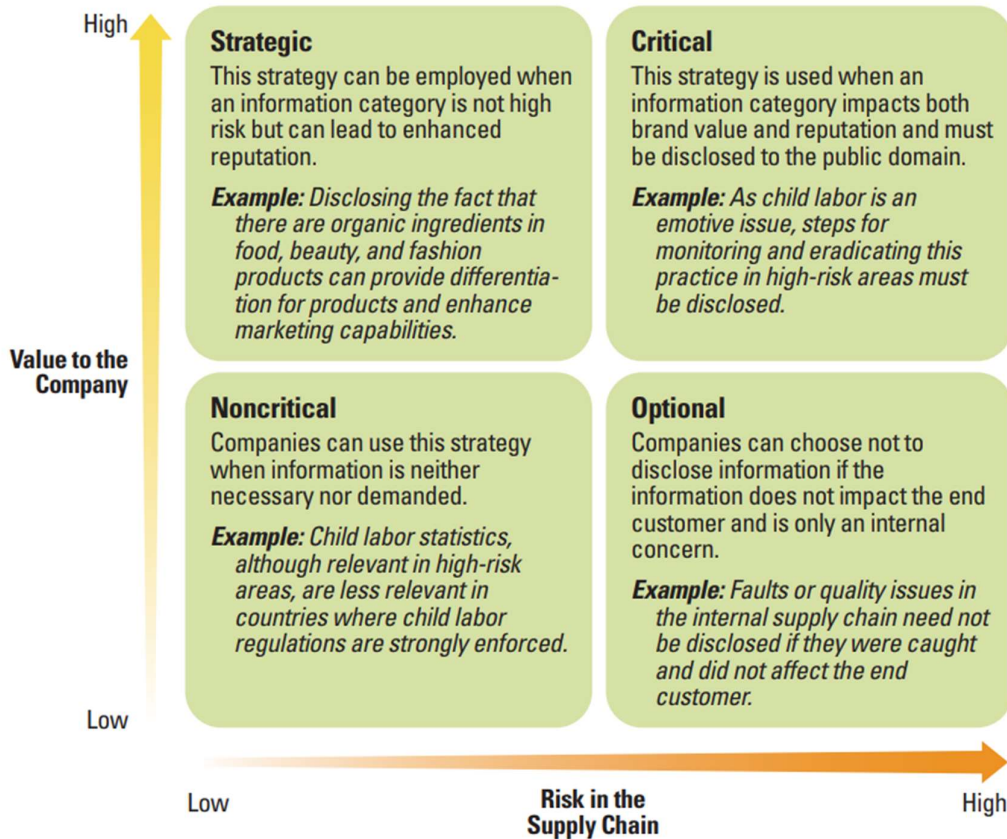 High
Strategic
This strategy can be employed when
an information category is not high
risk but can lead to enhanced
reputation.
Example: Disclosing the fact that
there are organic ingredients in
food, beauty, and fashion
products can provide differentia-
tion for products and enhance
marketing capabilities.
Critical
This strategy is used when an
information category impacts both
brand value and reputation and must
be disclosed to the public domain.
Example: As child labor is an
emotive issue, steps for
monitoring and eradicating this
practice in high-risk areas must
be disclosed.
Value to the
Company
Noncritical
Companies can use this strategy
when information is neither
necessary nor demanded.
Example: Child labor statistics,
although relevant in high-risk
areas, are less relevant in
countries where child labor
regulations are strongly enforced.
Optional
Companies can choose not to
disclose information if the
information does not impact the end
customer and is only an internal
concern.
Example: Faults or quality issues in
the internal supply chain need not
be disclosed if they were caught
and did not affect the end
customer.
Low
Low
Risk in the
Supply Chain
High